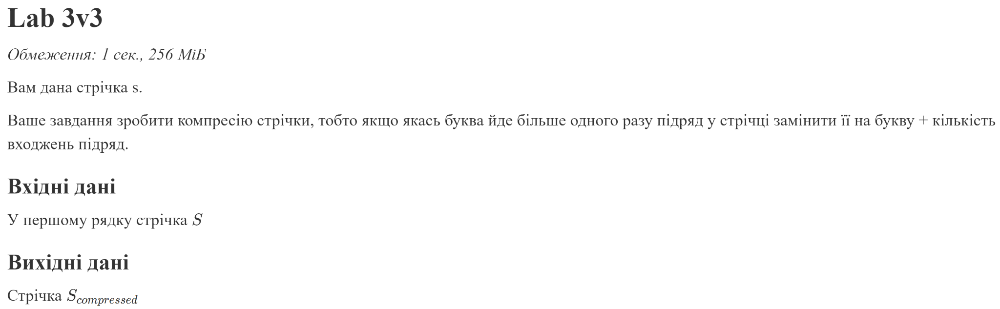 Lab 3v3
Обмеження: 1 сек., 256 МіБ
Вам дана стрічка s.
Ваше завдання зробити компресію стрічки, тобто якщо якась буква йде більше одного разу підряд у стрічці замінити її на букву + кількість
входжень підряд.
Вхідні дані
У першому рядку стрічка S
Вихідні дані
Стрічка S_compressed